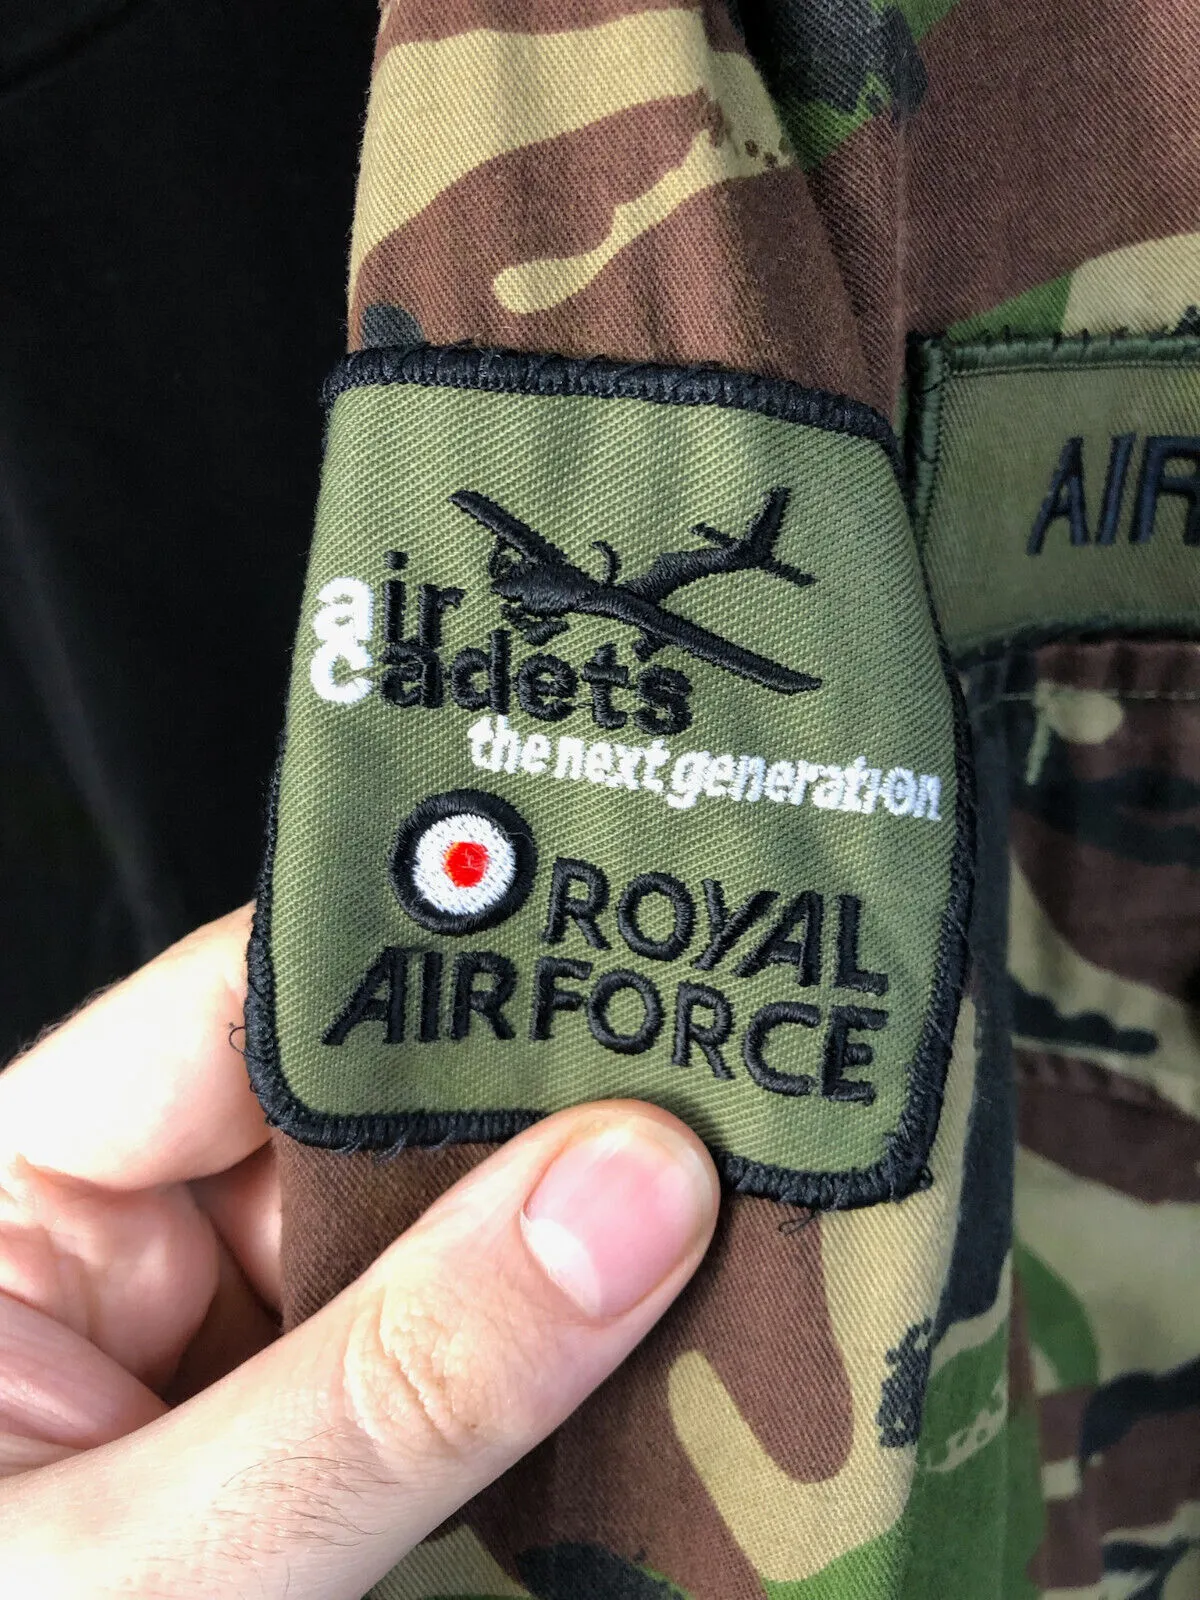 air
cadets
the next generation
ROYAL
AIR FORCE
AIR